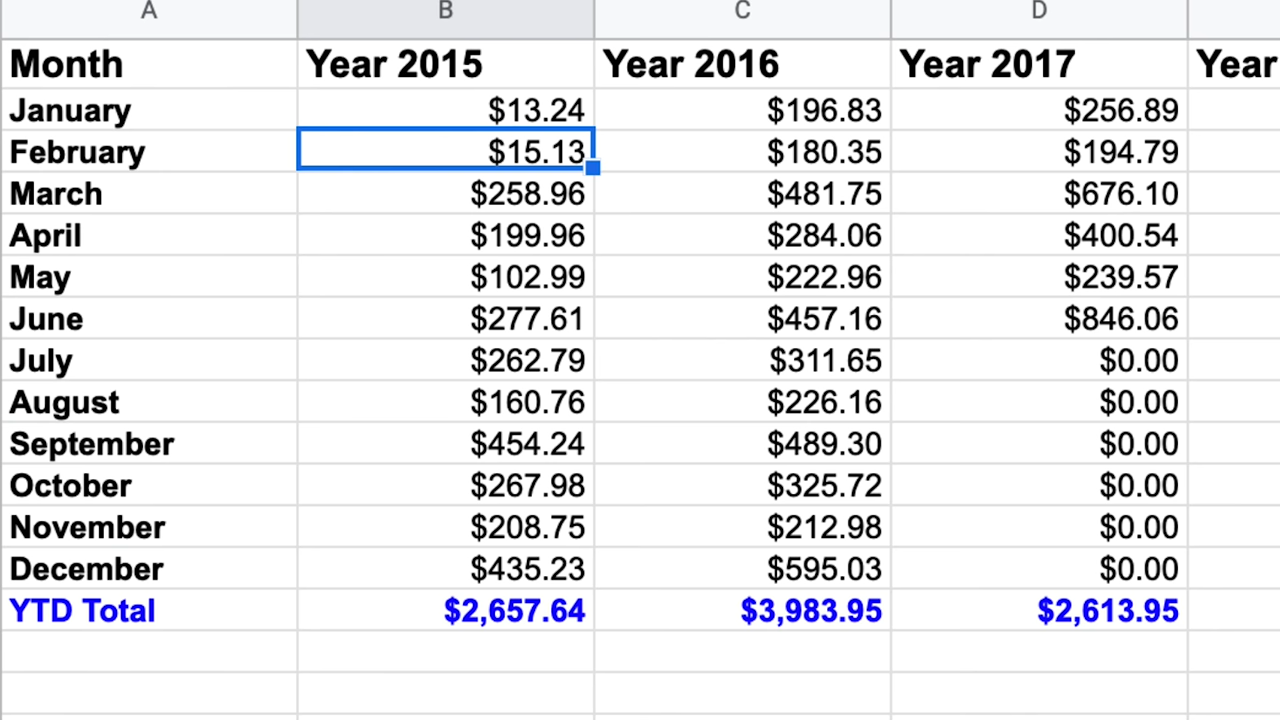 A B C D
Month Year 2015 Year 2016 Year 2017 Year
January $13.24 $196.83 $256.89
February $15.13 $180.35 $194.79
March $258.96 $481.75 $676.10
April $199.96 $284.06 $400.54
May $102.99 $222.96 $239.57
June $277.61 $457.16 $846.06
July $262.79 $311.65 $0.00
August $160.76 $226.16 $0.00
September $454.24 $489.30 $0.00
October $267.98 $325.72 $0.00
November $208.75 $212.98 $0.00
December $435.23 $595.03 $0.00
YTD Total $2,657.64 $3,983.95 $2,613.95